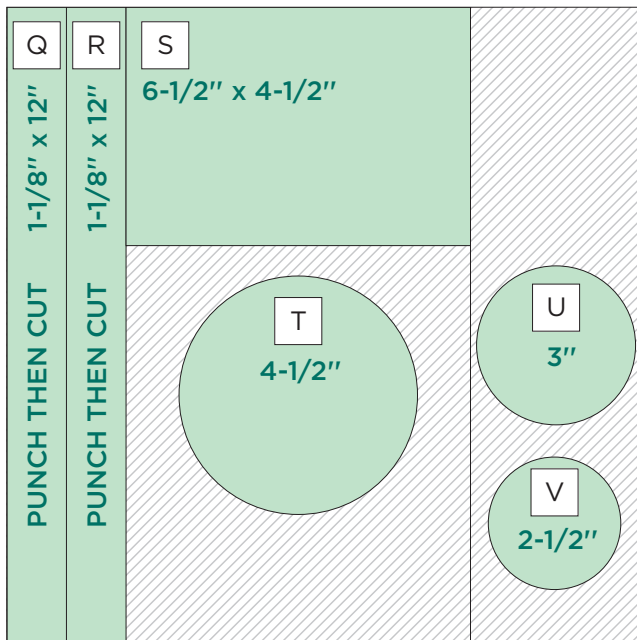 Q
1-1/8" x 12"
PUNCH THEN CUT
R
1-1/8" x 12"
PUNCH THEN CUT
S
6-1/2" x 4-1/2"
T
4-1/2"
U
3"
V
2-1/2"